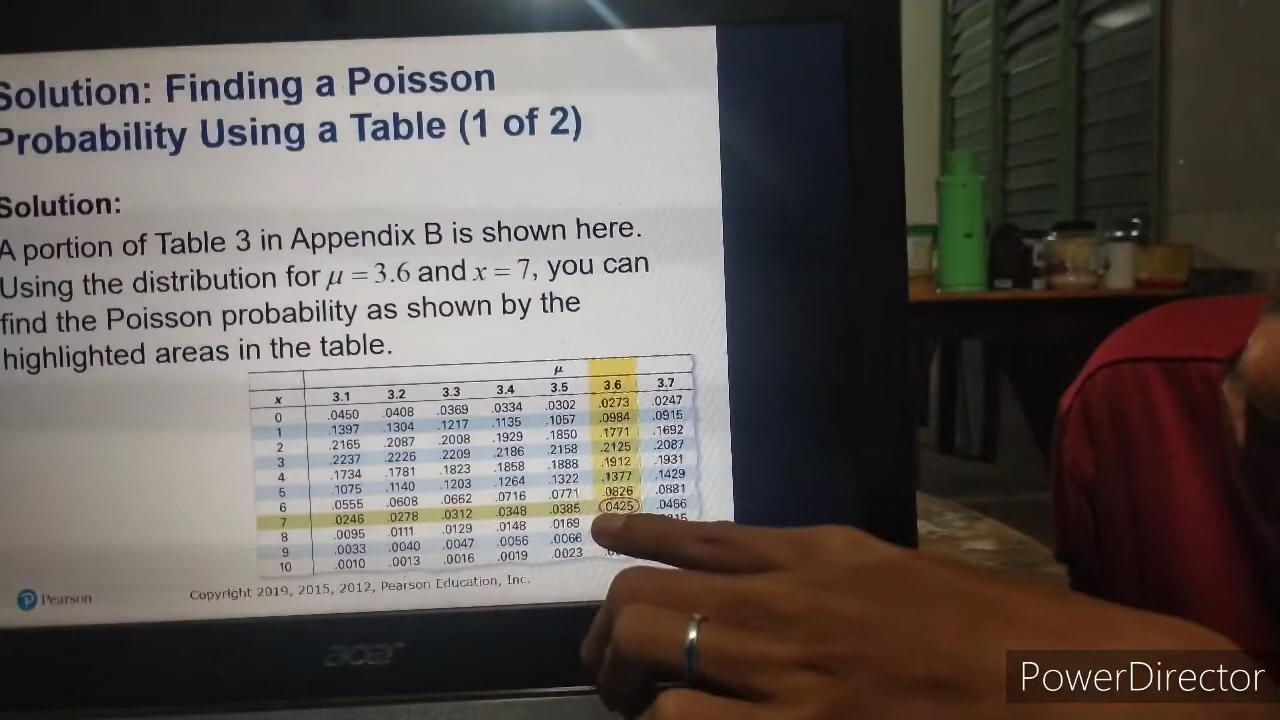 Solution: Finding a Poisson
Probability Using a Table (1 of 2)
Solution:
A portion of Table 3 in Appendix B is shown here.
Using the distribution for μ = 3.6 and x = 7, you can
find the Poisson probability as shown by the
highlighted areas in the table.
μ
x 3.1 3.2 3.3 3.4 3.5 3.6 3.7
0 .0450 .0408 .0369 .0334 .0302 .0273 .0247
1 .1397 .1304 .1217 .1135 .1057 .0984 .0915
2 .2165 .2087 .2008 .1929 .1850 .1771 .1692
3 .2237 .2226 .2209 .2186 .2158 .2125 .2087
4 .1734 .1781 .1823 .1858 .1888 .1912 .1931
5 .1075 .1140 .1203 .1264 .1322 .1377 .1429
6 .0555 .0608 .0662 .0716 .0771 .0826 .0881
7 .0246 .0278 .0312 .0348 .0385 .0425 .0466
8 .0095 .0111 .0129 .0148 .0169
9 .0033 .0040 .0047 .0056 .0066
10 .0010 .0013 .0016 .0019 .0023
P Pearson
Copyright 2019, 2015, 2012, Pearson Education, Inc.
acer
PowerDirector